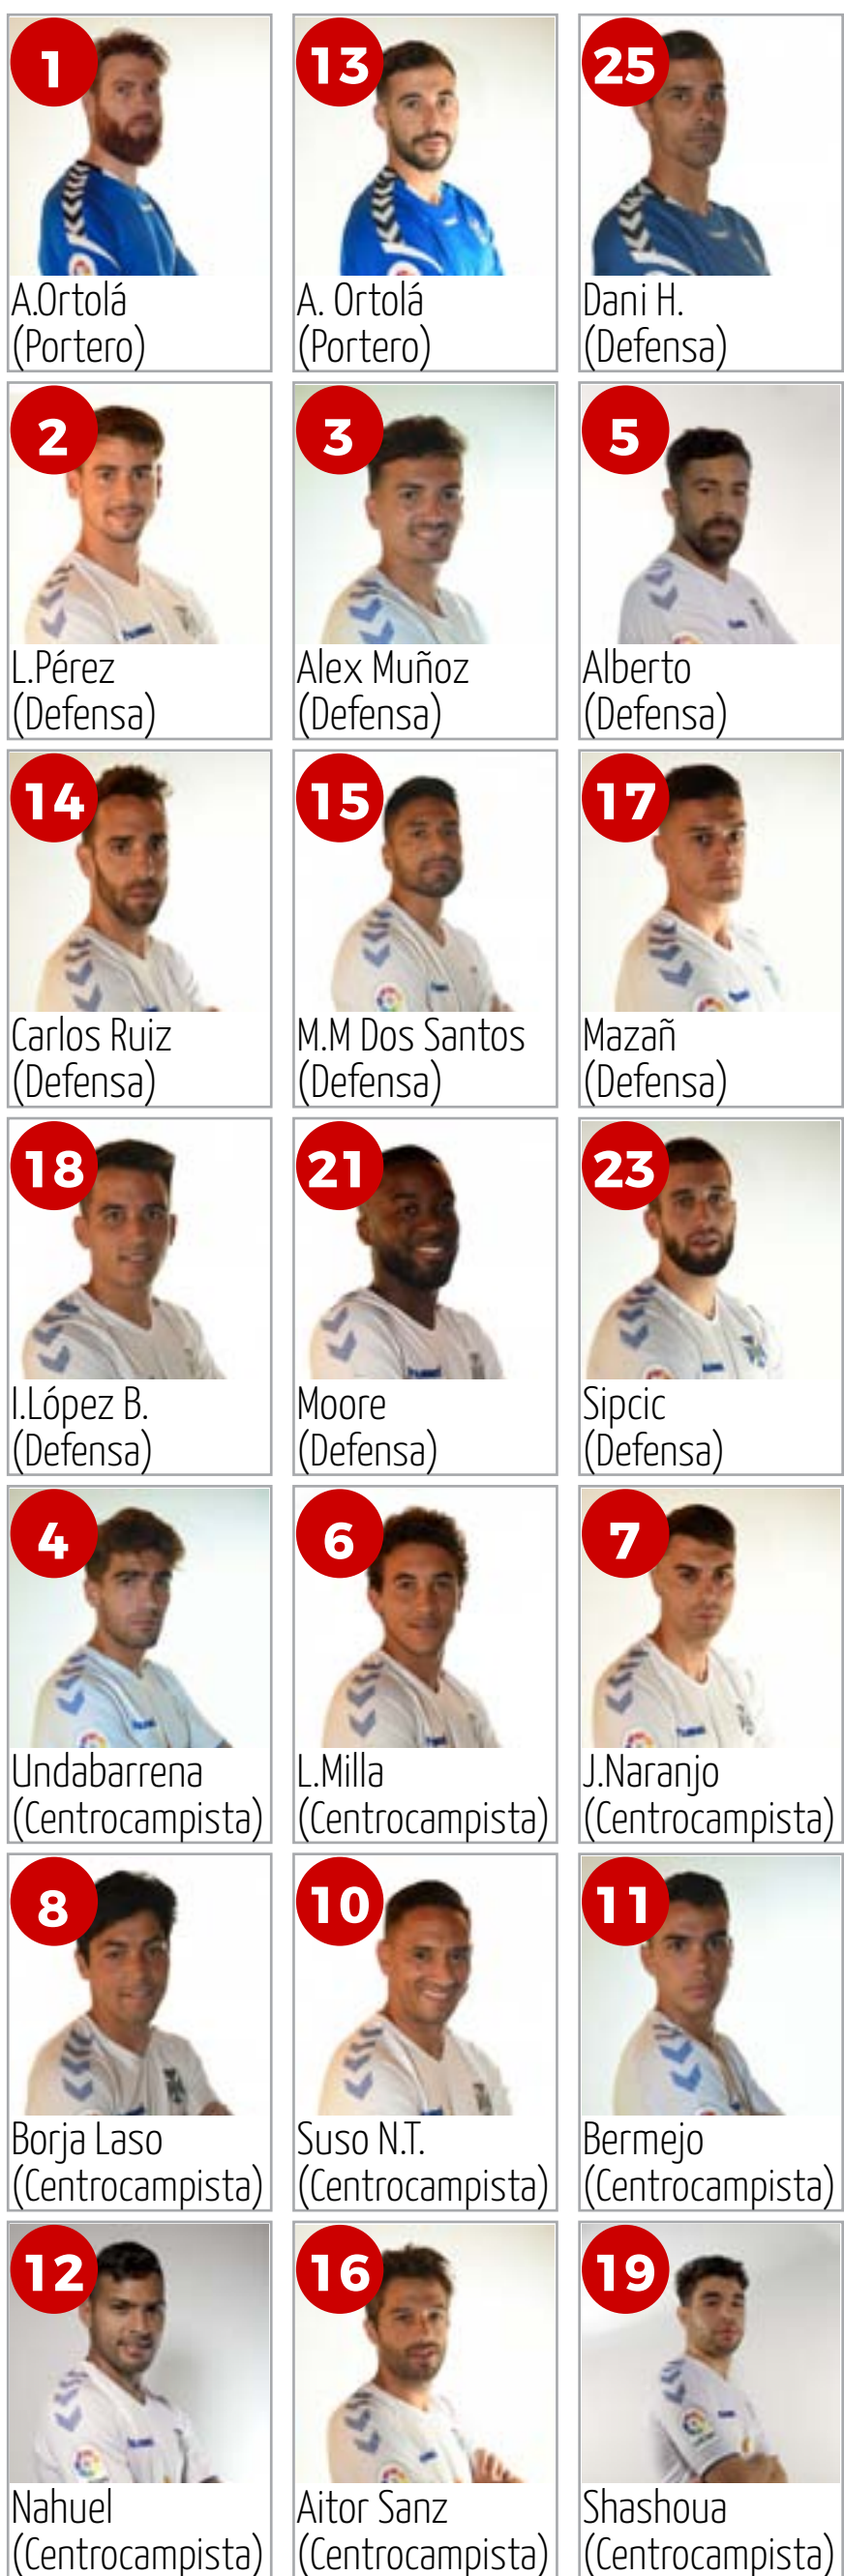 1
A.Ortolá
(Portero)
13
A. Ortolá
(Portero)
25
Dani H.
(Defensa)
2
L.Pérez
(Defensa)
3
Alex Muñoz
(Defensa)
5
Alberto
(Defensa)
14
Carlos Ruiz
(Defensa)
15
M.M Dos Santos
(Defensa)
17
Mazañ
(Defensa)
18
I.López B.
(Defensa)
21
Moore
(Defensa)
23
Sipcic
(Defensa)
4
Undabarrena
(Centrocampista)
6
L.Milla
(Centrocampista)
7
J.Naranjo
(Centrocampista)
8
Borja Laso
(Centrocampista)
10
Suso N.T.
(Centrocampista)
11
Bermejo
(Centrocampista)
12
Nahuel
(Centrocampista)
16
Aitor Sanz
(Centrocampista)
19
Shashoua
(Centrocampista)